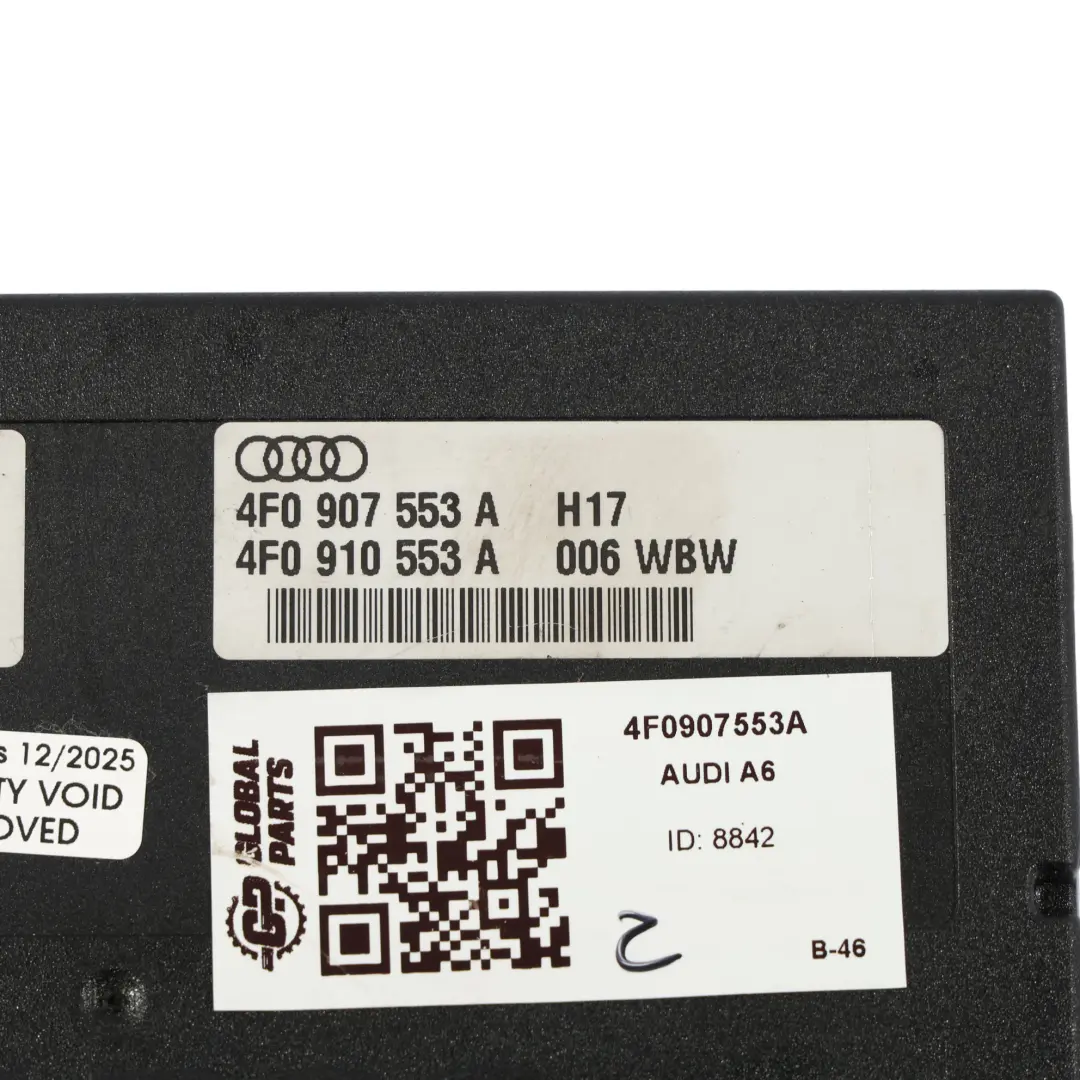 4F0 907 553 A H17
4F0 910 553 A 006 WBW
s 12/2025
TY VOID
OVED
GLOBAL
PARTS
4F0907553A
AUDI A6
ID: 8842
2
B-46